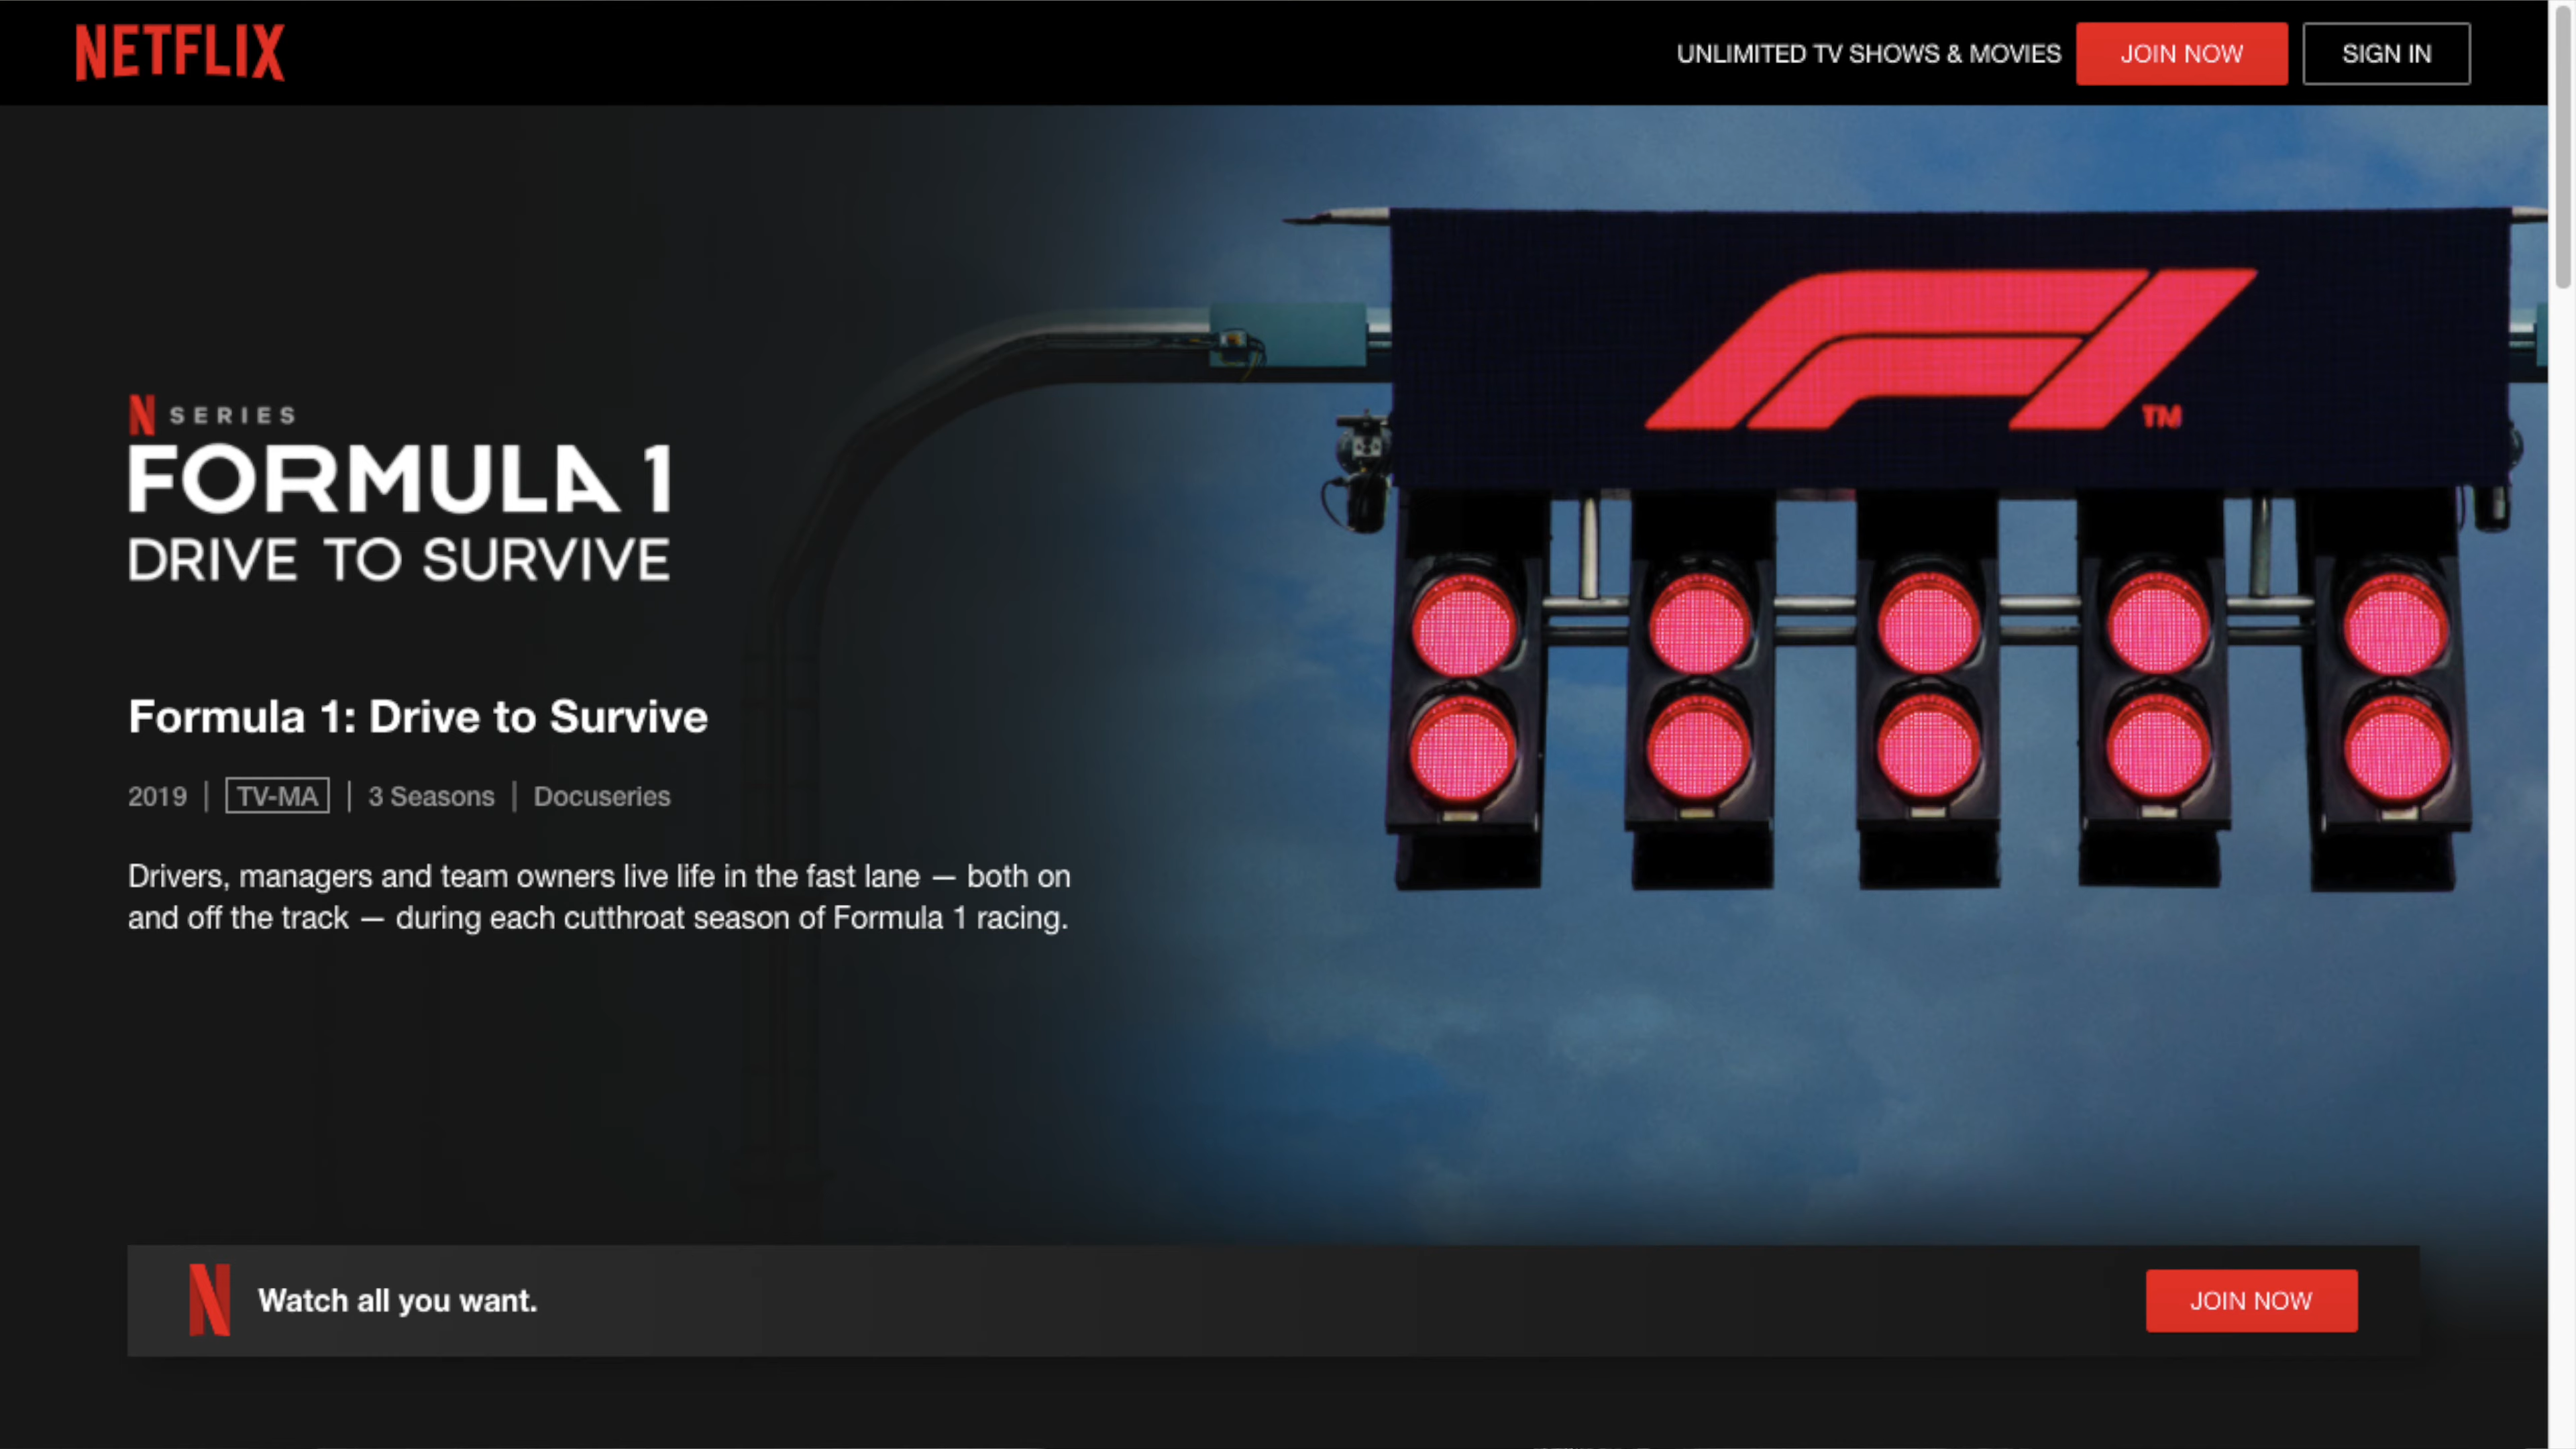 NETFLIX
UNLIMITED TV SHOWS & MOVIES
JOIN NOW
SIGN IN
F1
TM
N SERIES
FORMULA 1
DRIVE TO SURVIVE
Formula 1: Drive to Survive
2019 | TV-MA | 3 Seasons | Docuseries
Drivers, managers and team owners live life in the fast lane — both on
and off the track — during each cutthroat season of Formula 1 racing.
N Watch all you want.
JOIN NOW